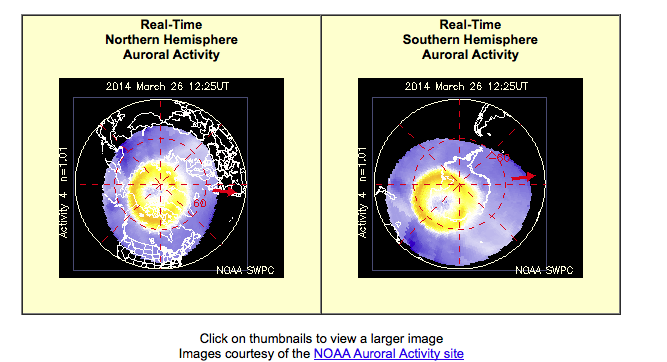 Real-Time
Northern Hemisphere
Auroral Activity
2014 March 26 12:25UT
Activity 4 n=1.01
60
NOAA SWPC
Real-Time
Southern Hemisphere
Auroral Activity
2014 March 26 12:25UT
Activity 4 n=1.01
-60
NOAA SWPC
Click on thumbnails to view a larger image
Images courtesy of the NOAA Auroral Activity site